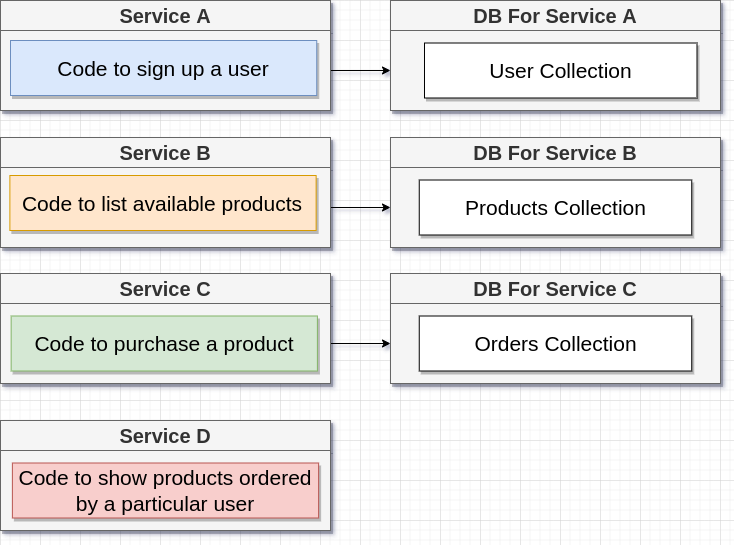 Service A
DB For Service A
Code to sign up a user
User Collection
Service B
DB For Service B
Code to list available products
Products Collection
Service C
DB For Service C
Code to purchase a product
Orders Collection
Service D
Code to show products ordered
by a particular user